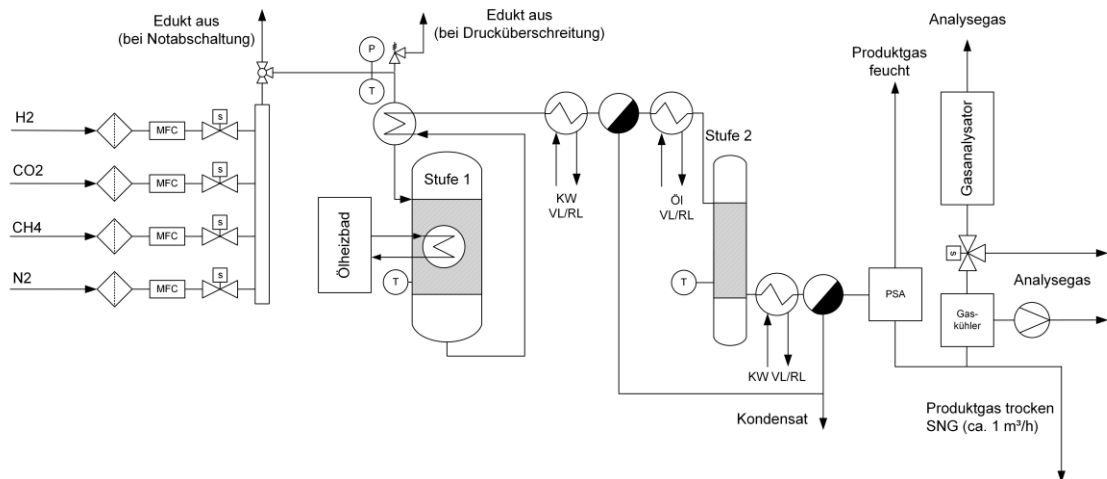 Edukt aus
(bei Notabschaltung)
Edukt aus
(bei Drucküberschreitung)
Analysegas
Produktgas
feucht
P
T
H2
MFC
S
CO2
MFC
S
CH4
MFC
S
N2
MFC
S
Stufe 1
Ölheizbad
T
KW
VL/RL
Öl
VL/RL
Stufe 2
T
KW VL/RL
Kondensat
PSA
Gasanalysator
S
Gas-
kühler
Analysegas
Produktgas trocken
SNG (ca. 1 m³/h)